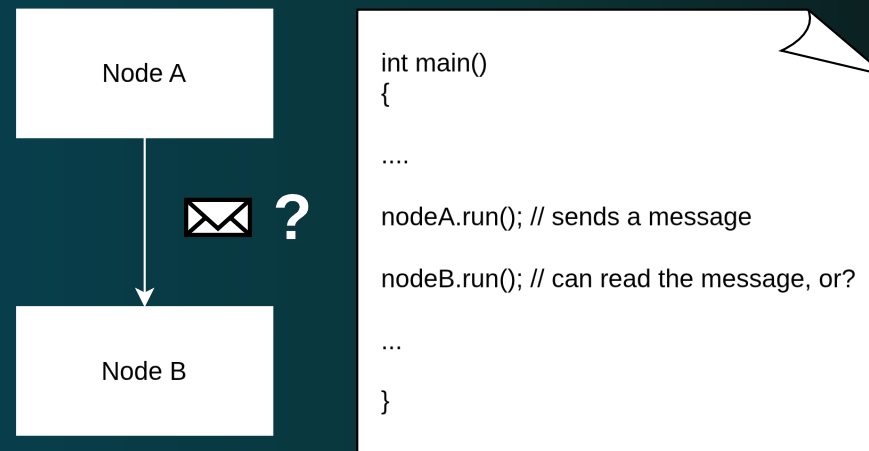 Node A
?
Node B
int main()
{
....
nodeA.run(); // sends a message
nodeB.run(); // can read the message, or?
...
}